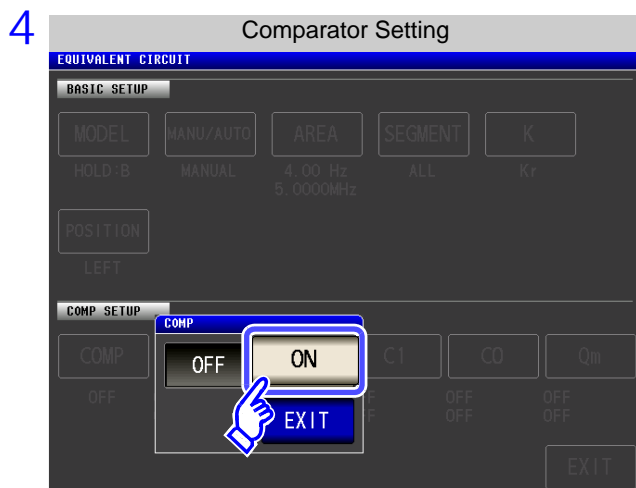 4
Comparator Setting
EQUIVALENT CIRCUIT
BASIC SETUP
MODEL MANU/AUTO AREA SEGMENT K
HOLD:B MANUAL 4.00 Hz ALL Kr
5.0000MHz
POSITION
LEFT
COMP SETUP
COMP
COMP OFF ON C1 C0 Qm
OFF F OFF OFF
EXIT F OFF OFF
EXIT